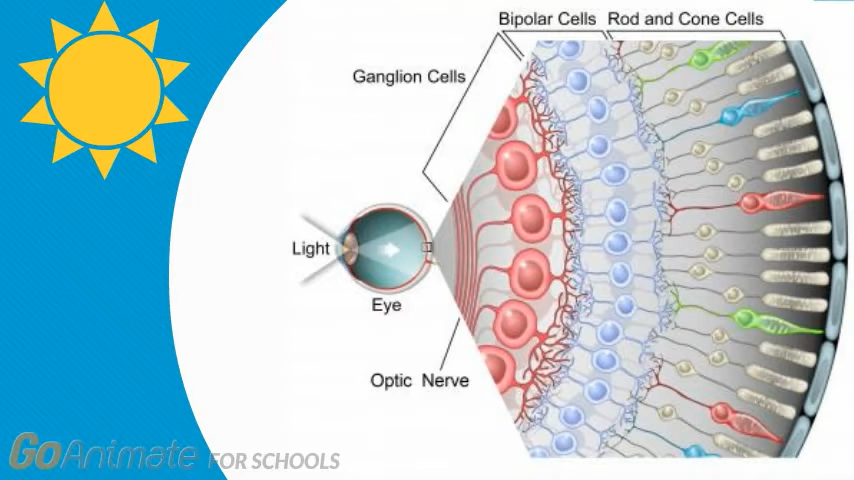 Bipolar Cells Rod and Cone Cells
Ganglion Cells
Light
Eye
Optic Nerve
GoAnimate FOR SCHOOLS